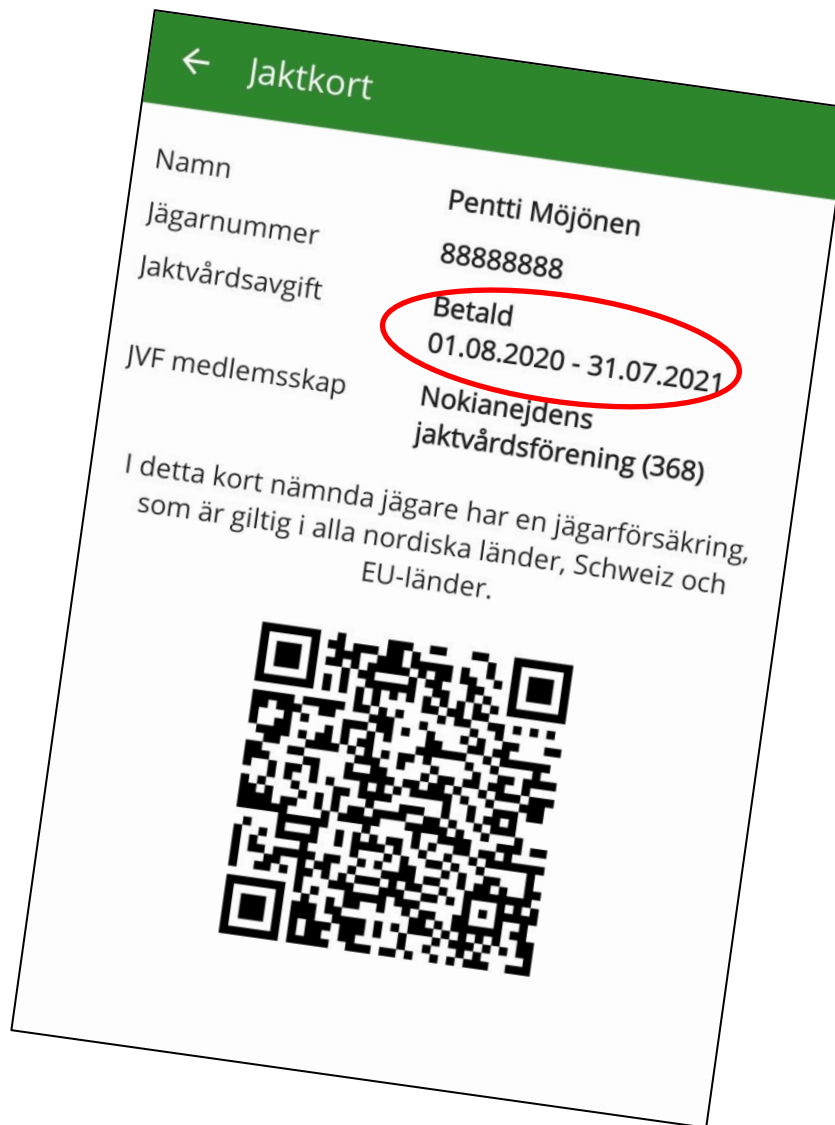 Jaktkort
Namn Pentti Möjönen
Jägarnummer 88888888
Jaktvårdsavgift Betald
01.08.2020 - 31.07.2021
JVF medlemsskap Nokianejdens
jaktvårdsförening (368)
I detta kort nämnda jägare har en jägarförsäkring,
som är giltig i alla nordiska länder, Schweiz och
EU-länder.